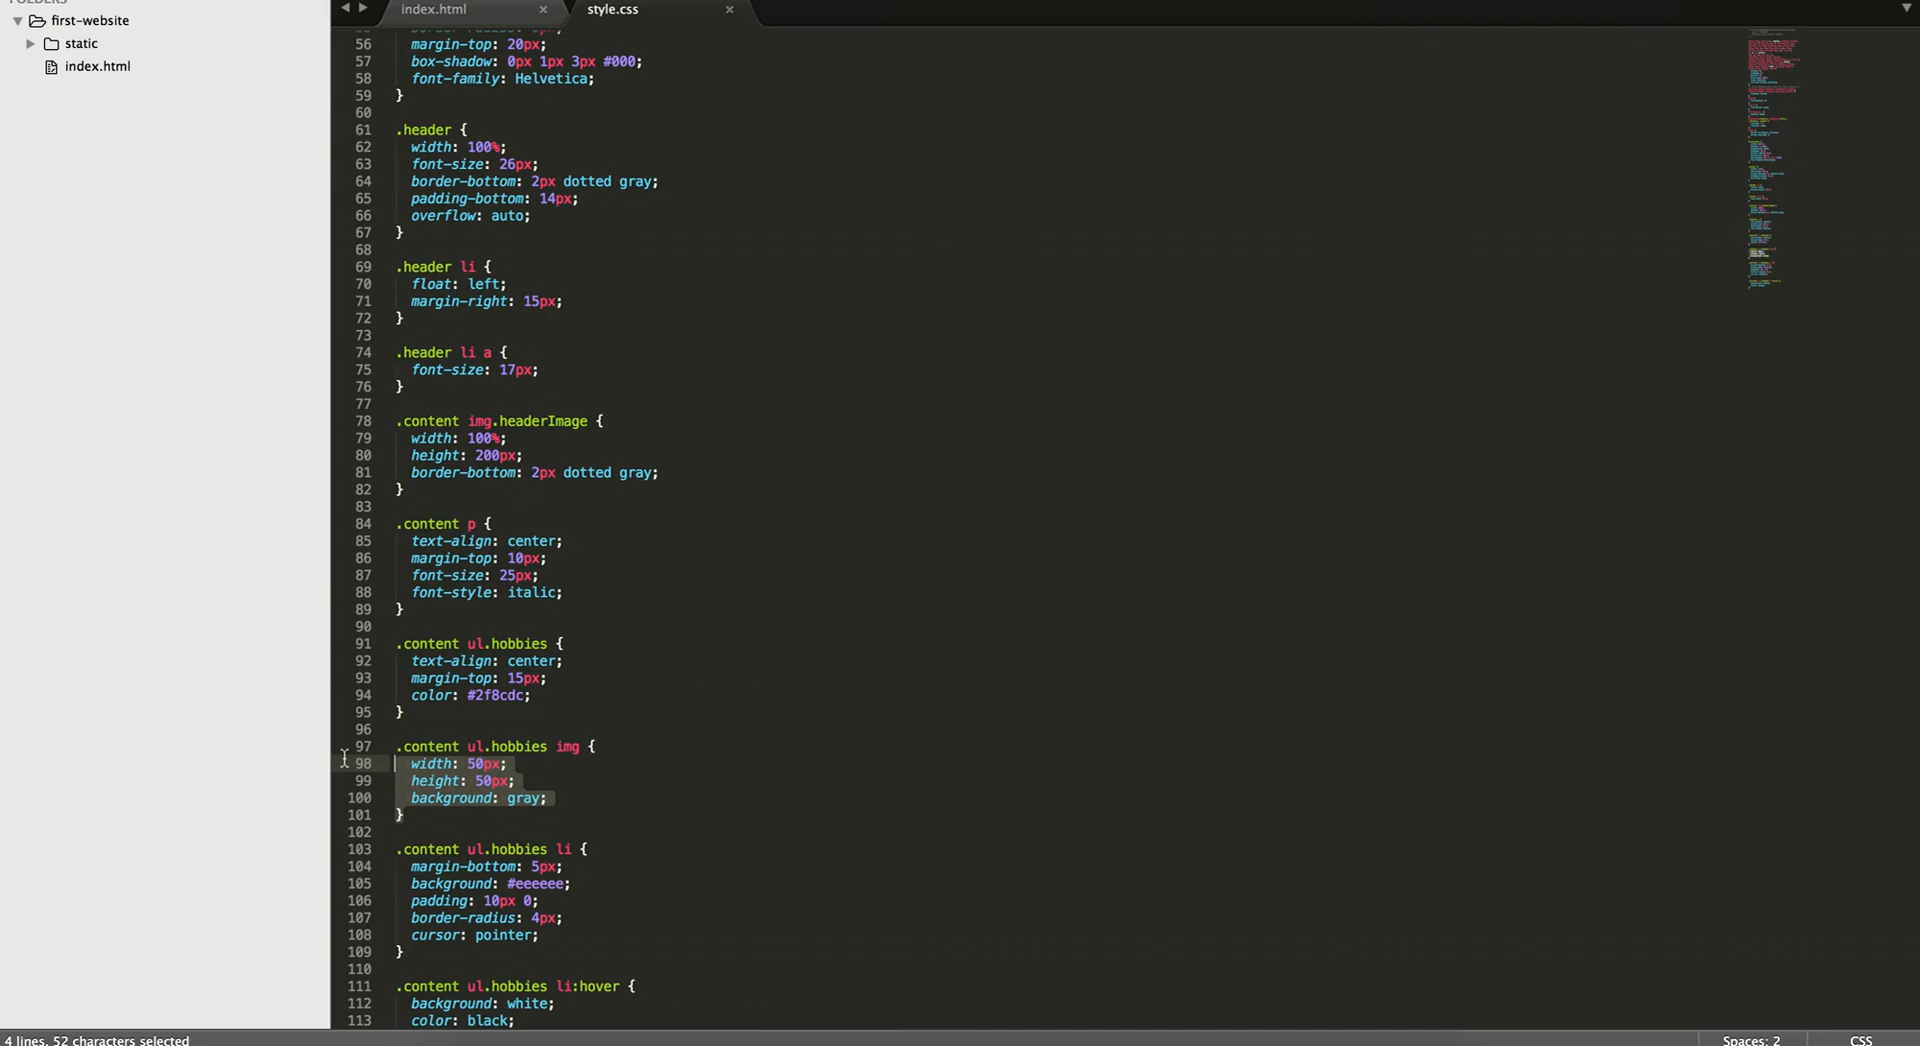 FOLDERS
first-website
static
index.html
index.html ×
style.css ×
56 margin-top: 20px;
57 box-shadow: 0px 1px 3px #000;
58 font-family: Helvetica;
59 }
60
61 .header {
62 width: 100%;
63 font-size: 26px;
64 border-bottom: 2px dotted gray;
65 padding-bottom: 14px;
66 overflow: auto;
67 }
68
69 .header li {
70 float: left;
71 margin-right: 15px;
72 }
73
74 .header li a {
75 font-size: 17px;
76 }
77
78 .content img.headerImage {
79 width: 100%;
80 height: 200px;
81 border-bottom: 2px dotted gray;
82 }
83
84 .content p {
85 text-align: center;
86 margin-top: 10px;
87 font-size: 25px;
88 font-style: italic;
89 }
90
91 .content ul.hobbies {
92 text-align: center;
93 margin-top: 15px;
94 color: #2f8cdc;
95 }
96
97 .content ul.hobbies img {
98 width: 50px;
99 height: 50px;
100 background: gray;
101 }
102
103 .content ul.hobbies li {
104 margin-bottom: 5px;
105 background: #eeeeee;
106 padding: 10px 0;
107 border-radius: 4px;
108 cursor: pointer;
109 }
110
111 .content ul.hobbies li:hover {
112 background: white;
113 color: black;
4 lines, 52 characters selected
Spaces: 2
CSS